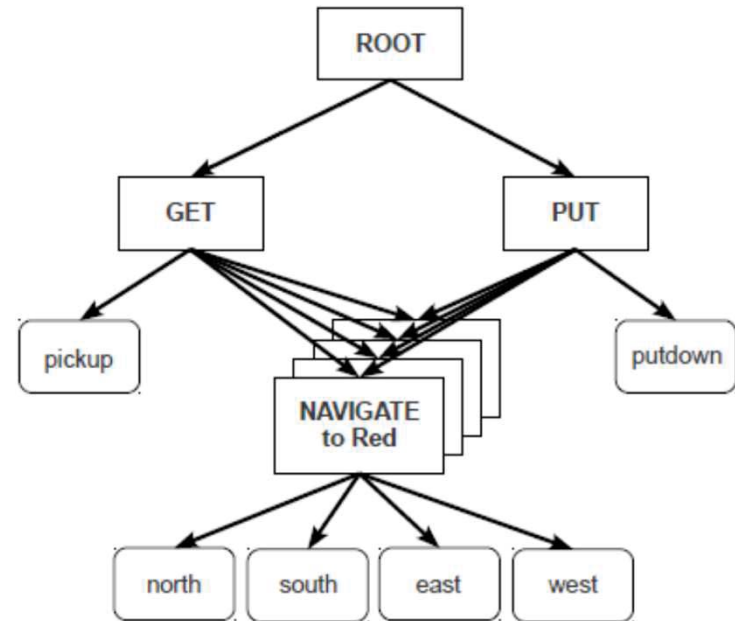 ROOT
GET
PUT
pickup
putdown
NAVIGATE
to Red
north
south
east
west